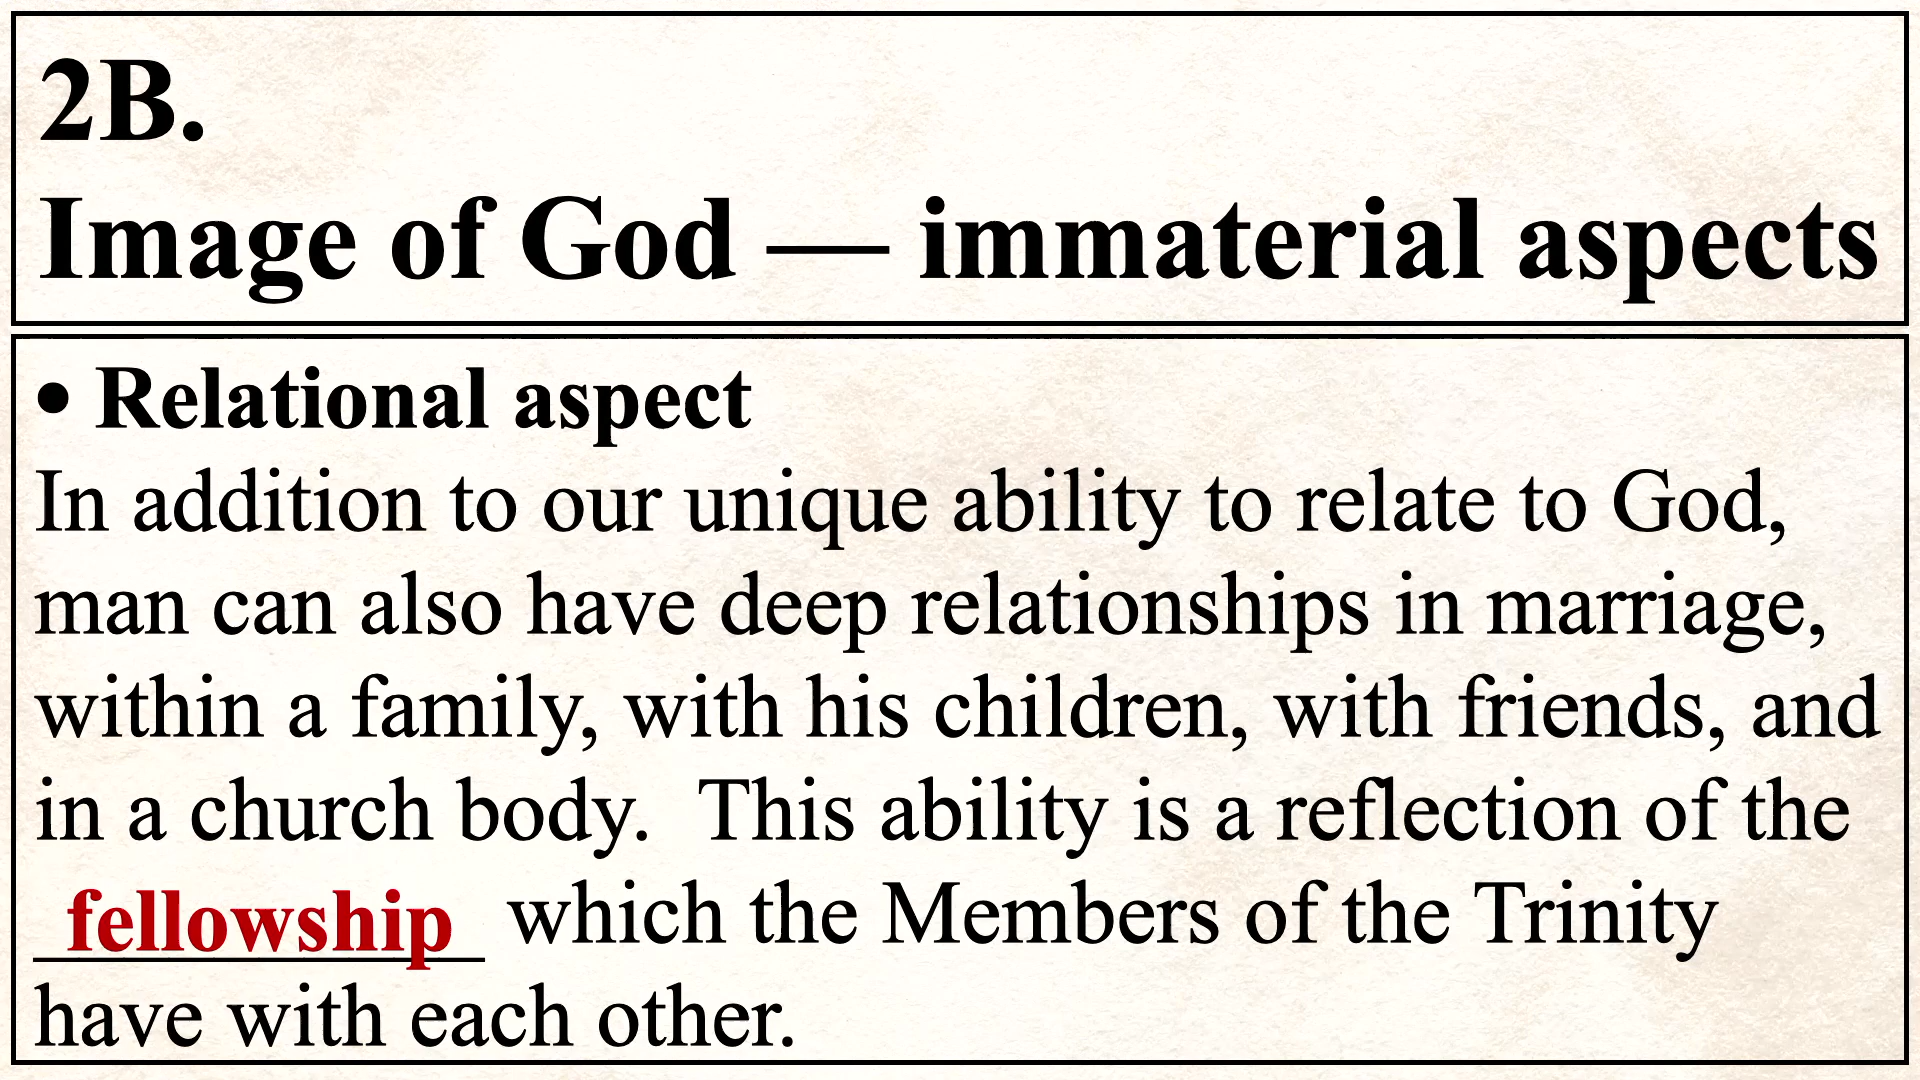 2B.
Image of God — immaterial aspects
• Relational aspect
In addition to our unique ability to relate to God,
man can also have deep relationships in marriage,
within a family, with his children, with friends, and
in a church body.  This ability is a reflection of the
fellowship which the Members of the Trinity
have with each other.